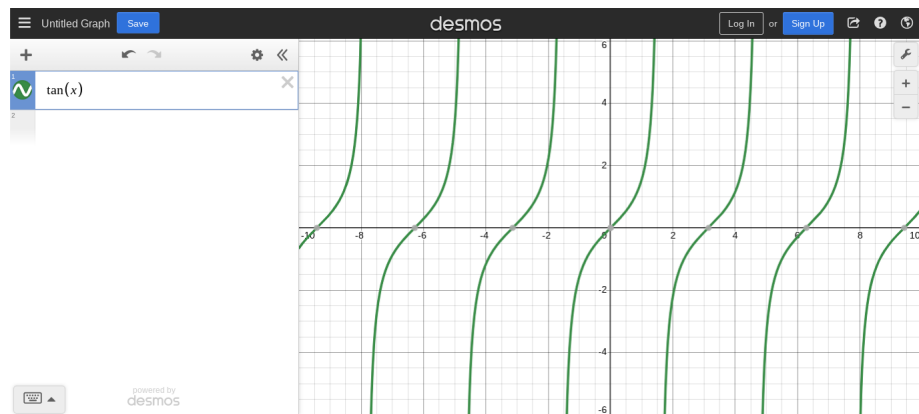 Untitled Graph Save desmos Log In or Sign Up
1 tan(x)
2
6
4
2
-10 -8 -6 -4 -2 0 2 4 6 8 10
-2
-4
-6
powered by
desmos